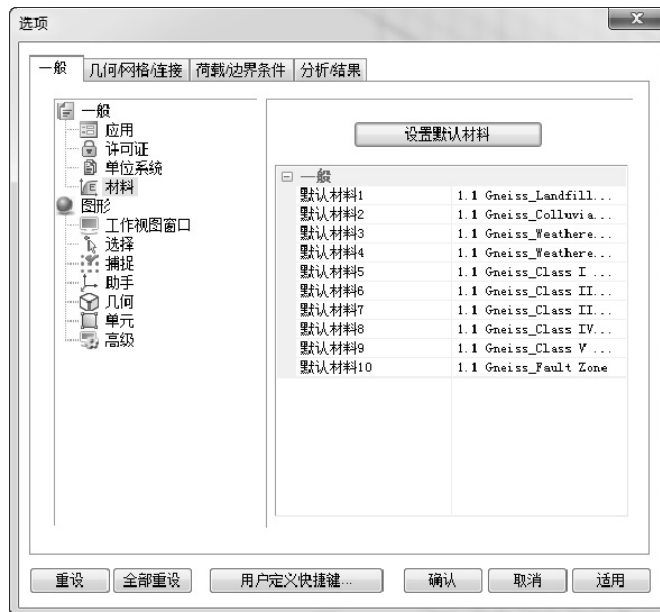 选项
一般 几何/网格/连接 荷载/边界条件 分析/结果
一般
应用
许可证
单位系统
材料
图形
工作视图窗口
选择
捕捉
助手
几何
单元
高级
设置默认材料
一般
默认材料1 1.1 Gneiss_Landfill...
默认材料2 1.1 Gneiss_Colluvia...
默认材料3 1.1 Gneiss_Weathere...
默认材料4 1.1 Gneiss_Weathere...
默认材料5 1.1 Gneiss_Class I ...
默认材料6 1.1 Gneiss_Class II...
默认材料7 1.1 Gneiss_Class II...
默认材料8 1.1 Gneiss_Class IV...
默认材料9 1.1 Gneiss_Class V ...
默认材料10 1.1 Gneiss_Fault Zone
重设 全部重设 用户定义快捷键... 确认 取消 适用